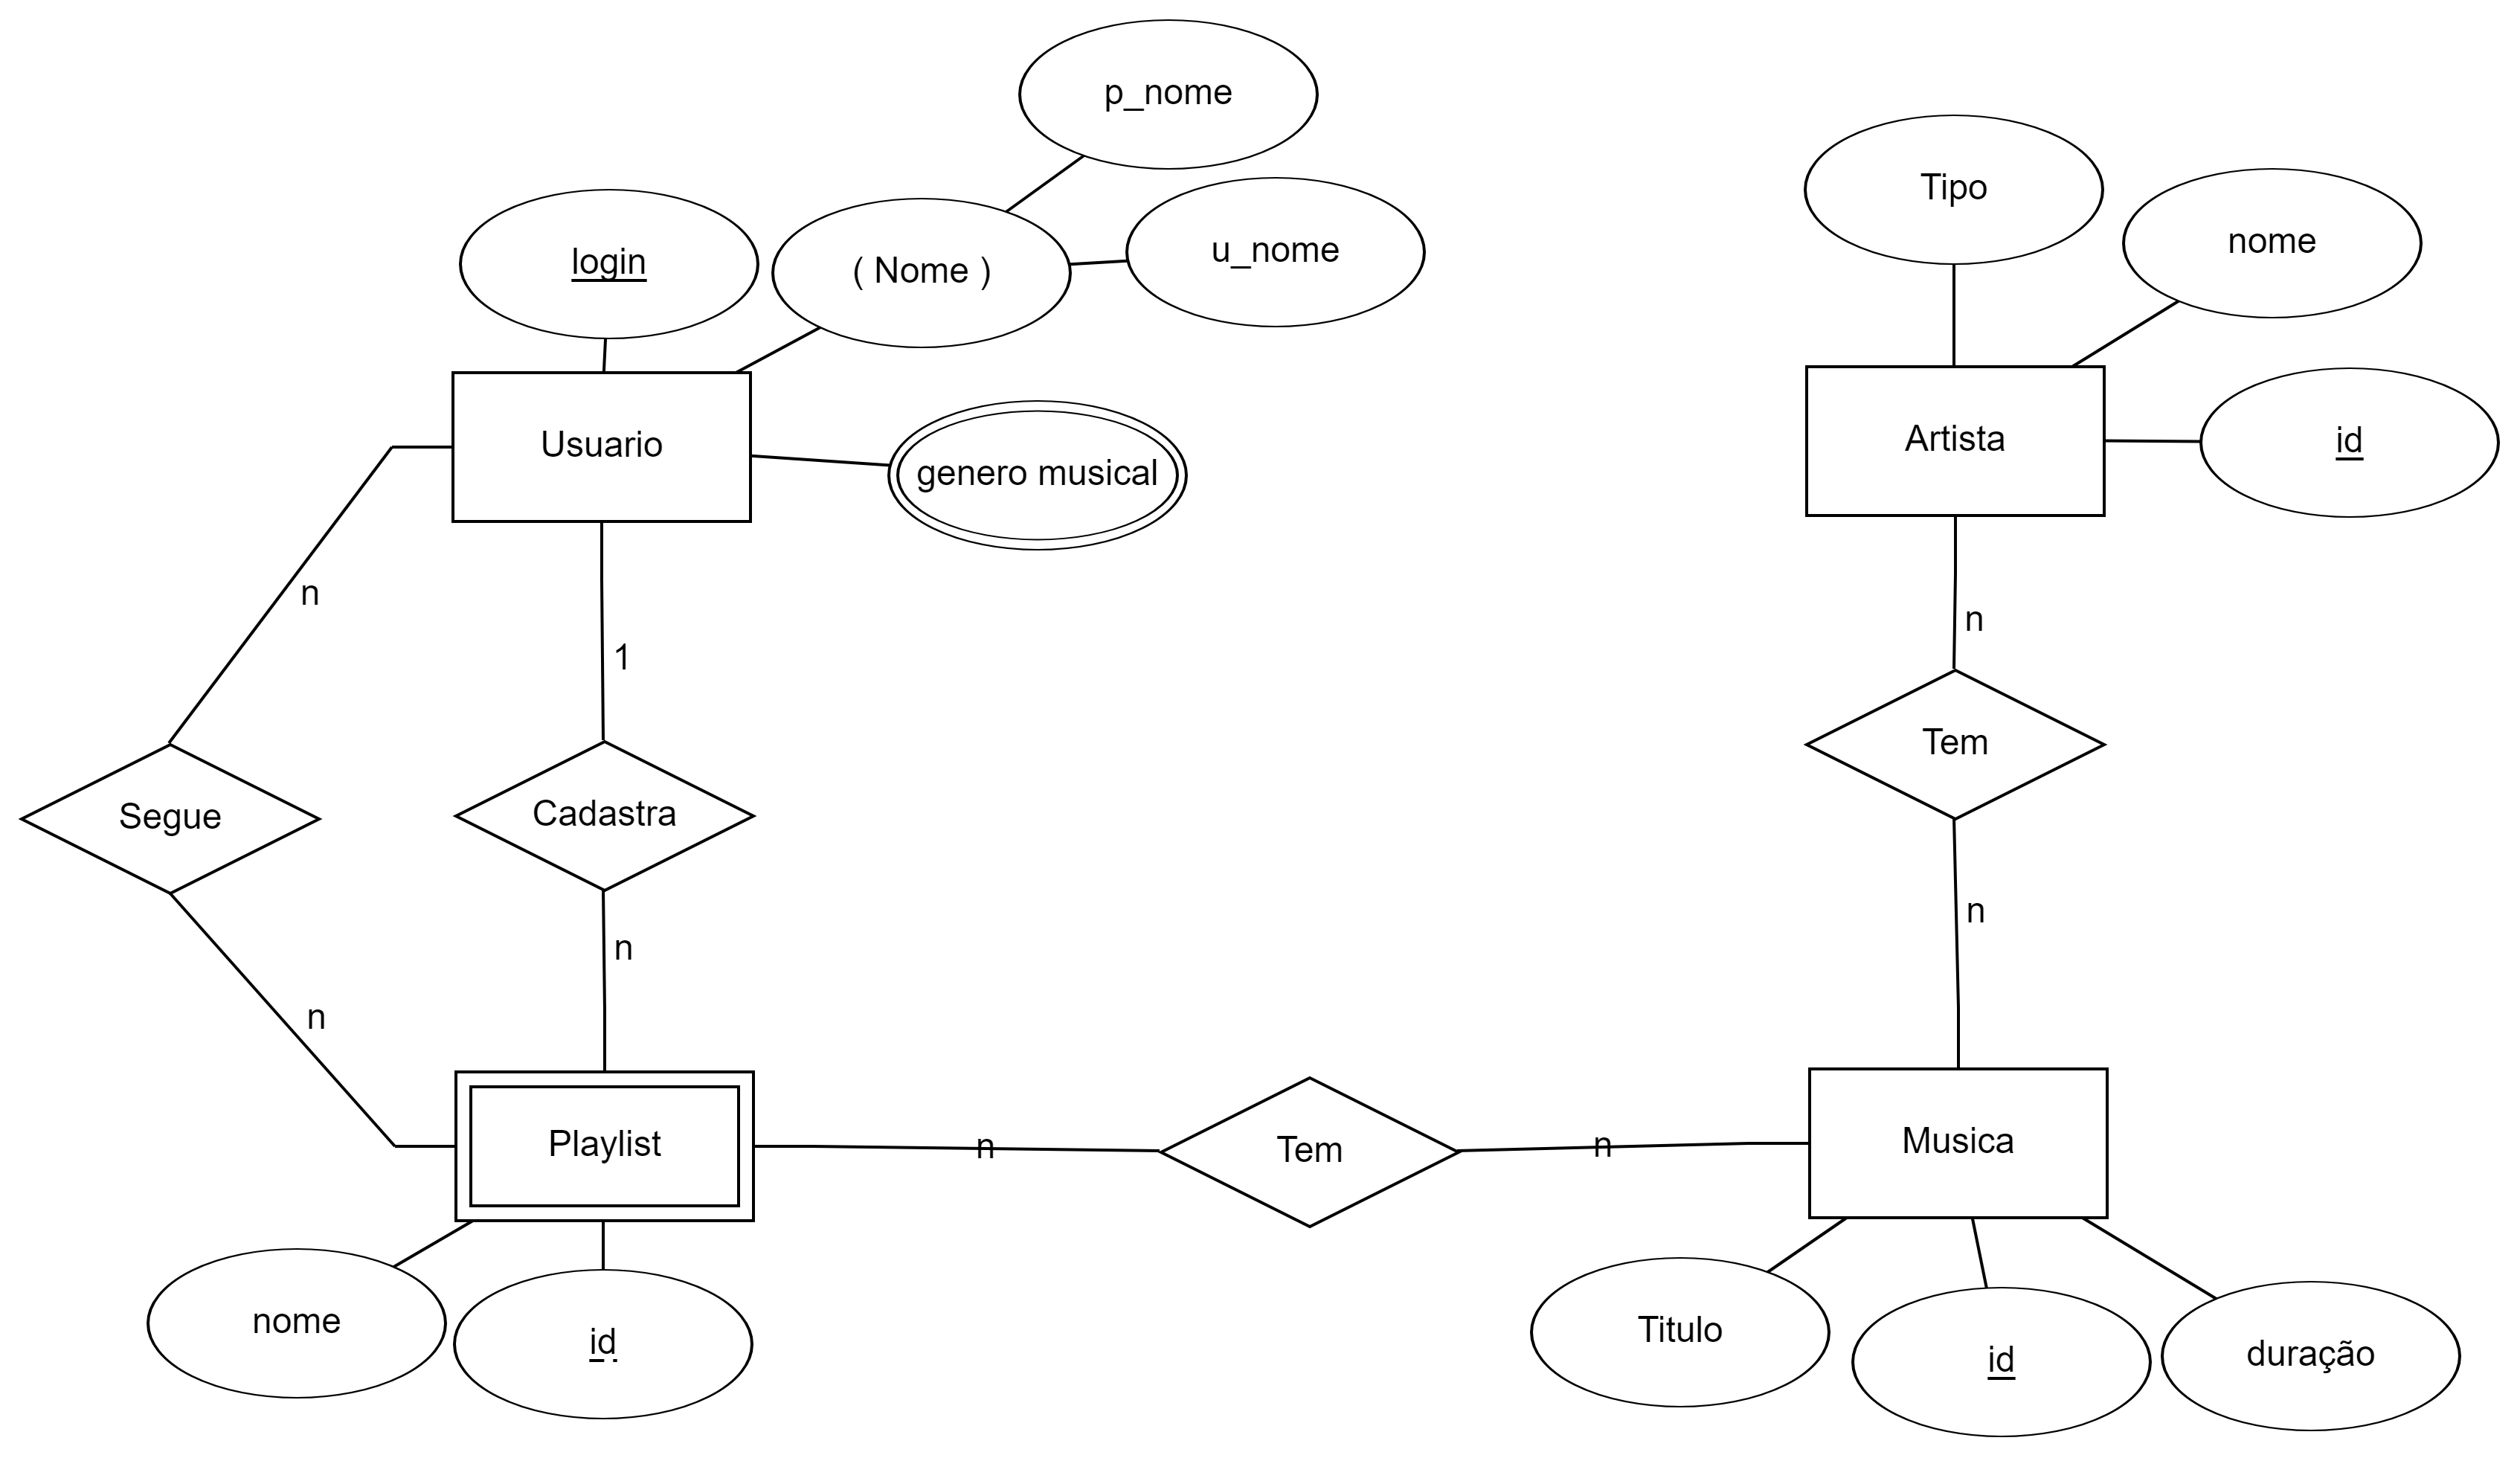 p_nome
Tipo
nome
u_nome
login
( Nome )
Artista
id
Usuario
genero musical
n
n
1
Tem
Segue
Cadastra
n
n
n
Playlist
n
Tem
n
Musica
nome
id
Titulo
id
duração